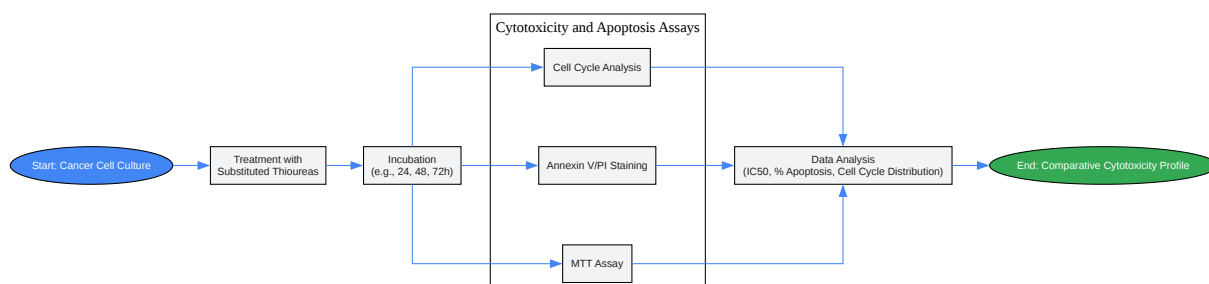 Cytotoxicity and Apoptosis Assays
Cell Cycle Analysis
Start: Cancer Cell Culture
Treatment with
Substituted Thioureas
Incubation
(e.g., 24, 48, 72h)
Annexin V/PI Staining
Data Analysis
(IC50, % Apoptosis, Cell Cycle Distribution)
End: Comparative Cytotoxicity Profile
MTT Assay